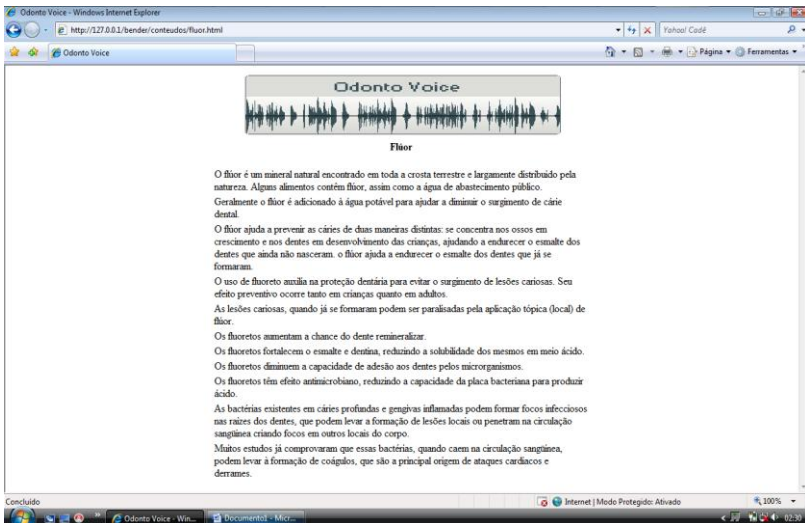 Odonto Voice - Windows Internet Explorer
http://127.0.0.1/bender/conteudos/fluor.html
Yahoo! Cadê
Odonto Voice
Página
Ferramentas
Odonto Voice
Flúor
O flúor é um mineral natural encontrado em toda a crosta terrestre e largamente distribuido pela
natureza. Alguns alimentos contêm flúor, assim como a água de abastecimento público.
Geralmente o flúor é adicionado à água potável para ajudar a diminuir o surgimento de cárie
dental.
O flúor ajuda a prevenir as cáries de duas maneiras distintas: se concentra nos ossos em
crescimento e nos dentes em desenvolvimento das crianças, ajudando a endurecer o esmalte dos
dentes que ainda não nasceram. o flúor ajuda a endurecer o esmalte dos dentes que já se
formaram.
O uso de fluoreto auxilia na proteção dentária para evitar o surgimento de lesões cariosas. Seu
efeito preventivo ocorre tanto em crianças quanto em adultos.
As lesões cariosas, quando já se formaram podem ser paralisadas pela aplicação tópica (local) de
flúor.
Os fluoretos aumentam a chance do dente remineralizar.
Os fluoretos fortalecem o esmalte e dentina, reduzindo a solubilidade dos mesmos em meio ácido.
Os fluoretos diminuem a capacidade de adesão aos dentes pelos microrganismos.
Os fluoretos têm efeito antimicrobiano, reduzindo a capacidade da placa bacteriana para produzir
ácido.
As bactérias existentes em cáries profundas e gengivas inflamadas podem formar focos infecciosos
nas raizes dos dentes, que podem levar a formação de lesões locais ou penetram na circulação
sangüinea criando focos em outros locais do corpo.
Muitos estudos já comprovaram que essas bactérias, quando caem na circulação sangüinea,
podem levar à formação de coágulos, que são a principal origem de ataques cardíacos e
derrames.
Concluído
Internet | Modo Protegido: Ativado
100%
Odonto Voice - Win...
Documento1 - Micr...
02:30